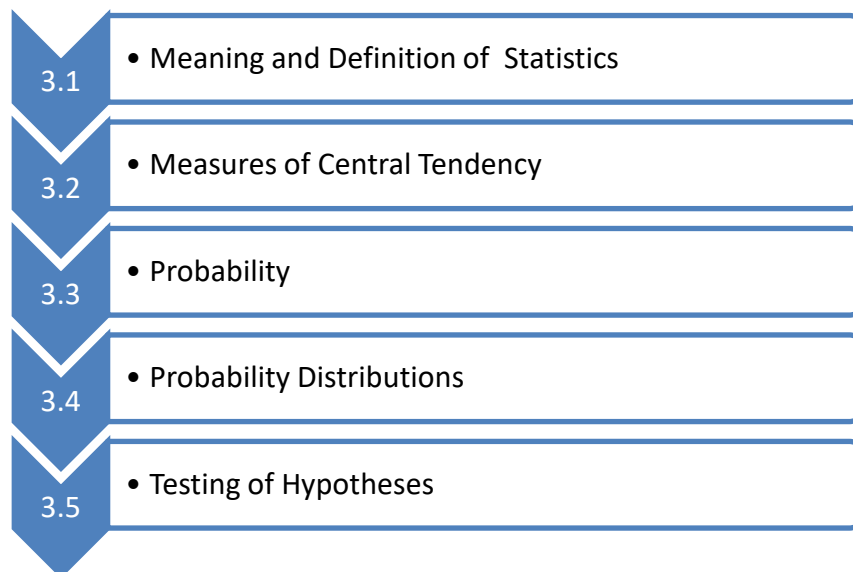 3.1 • Meaning and Definition of  Statistics
3.2 • Measures of Central Tendency
3.3 • Probability
3.4 • Probability Distributions
3.5 • Testing of Hypotheses